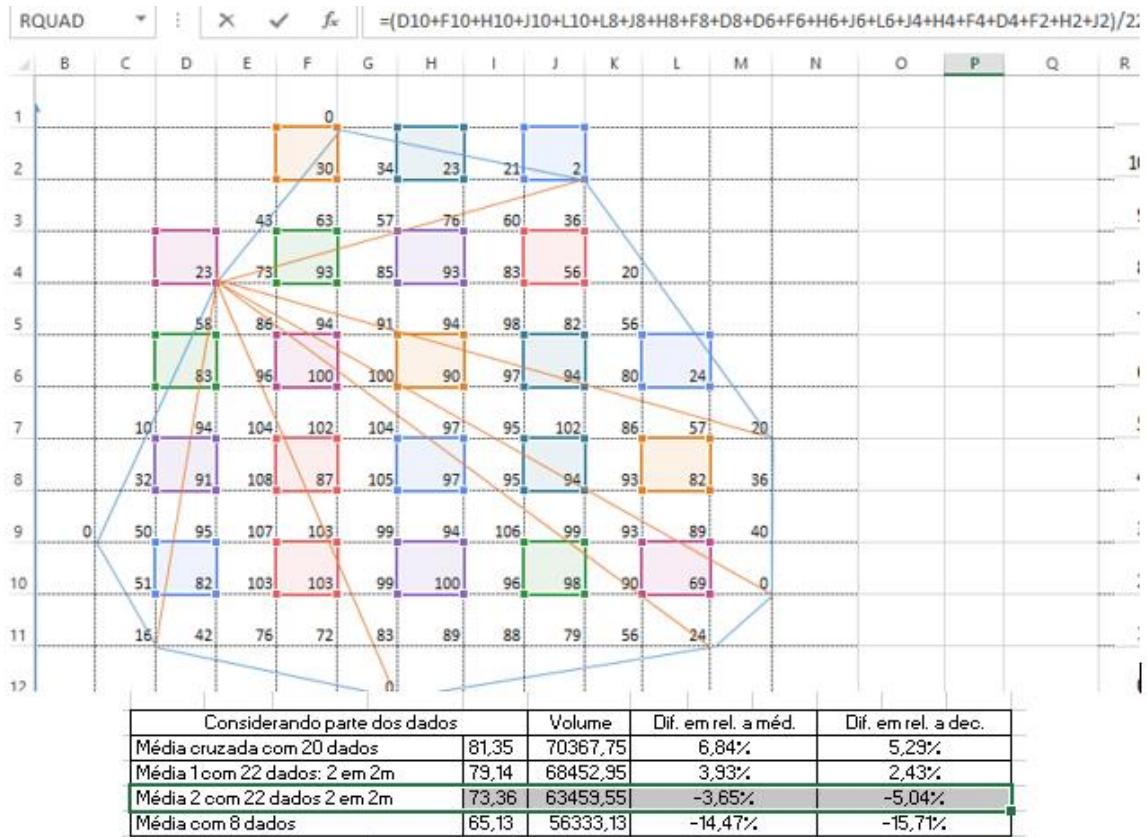 RQUAD fx =(D10+F10+H10+J10+L10+L8+J8+H8+F8+D8+D6+F6+H6+J6+L6+J4+H4+F4+D4+F2+H2+J2)/22
B C D E F G H I J K L M N O P Q R
1 0
2 30 34 23 21 2
3 43 63 57 76 60 36
4 23 73 93 85 93 83 56 20
5 58 86 94 91 94 98 82 56
6 83 96 100 100 90 97 94 80 24
7 10 94 104 102 104 97 95 102 86 57 20
8 32 91 108 87 105 97 95 94 93 82 36
9 0 50 95 107 103 99 94 106 99 93 89 40
10 51 82 103 103 99 100 96 98 90 69 0
11 16 42 76 72 83 89 88 79 56 24
12 0
Considerando parte dos dados Volume Dif. em rel. a méd. Dif. em rel. a dec.
Média cruzada com 20 dados 81,35 70367,75 6,84% 5,29%
Média 1 com 22 dados: 2 em 2m 79,14 68452,95 3,93% 2,43%
Média 2 com 22 dados 2 em 2m 73,36 63459,55 -3,65% -5,04%
Média com 8 dados 65,13 56333,13 -14,47% -15,71%